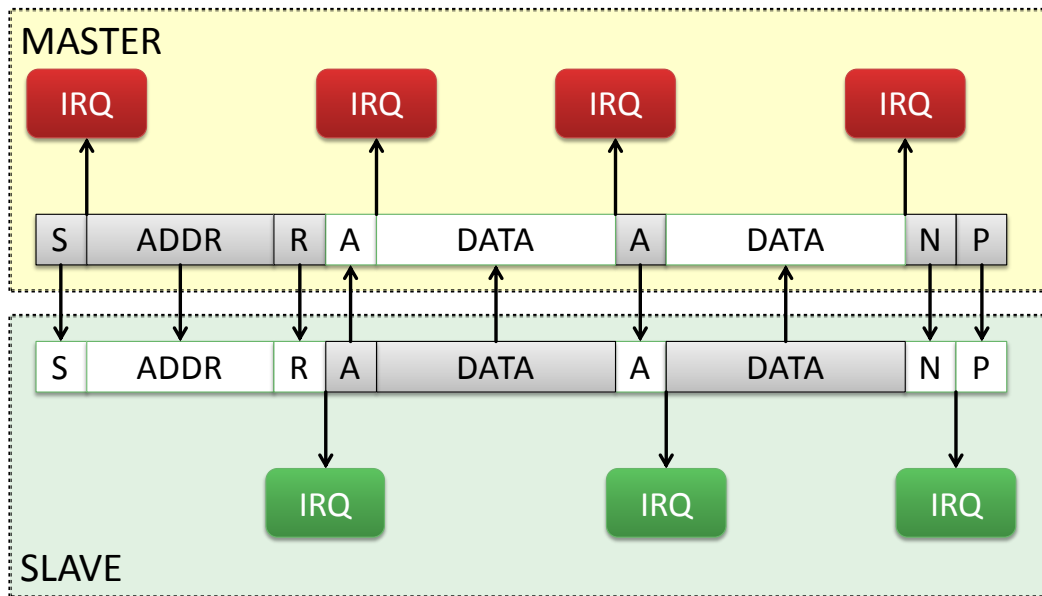 MASTER
IRQ IRQ IRQ IRQ
S ADDR R A DATA A DATA N P
S ADDR R A DATA A DATA N P
IRQ IRQ IRQ
SLAVE